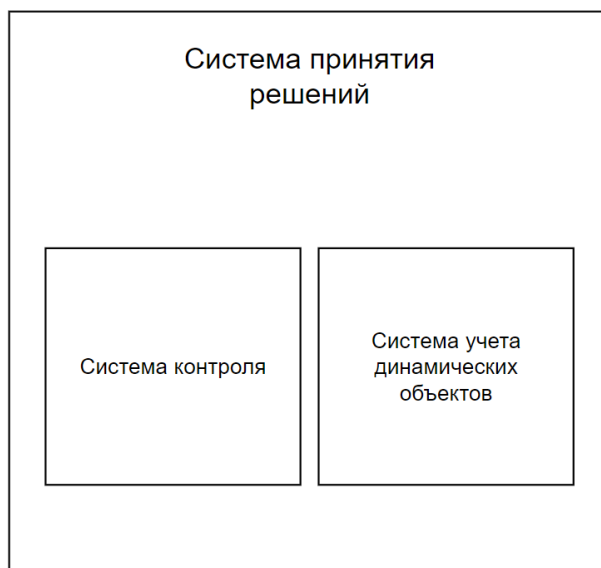 Система принятия
решений
Система контроля
Система учета
динамических
объектов